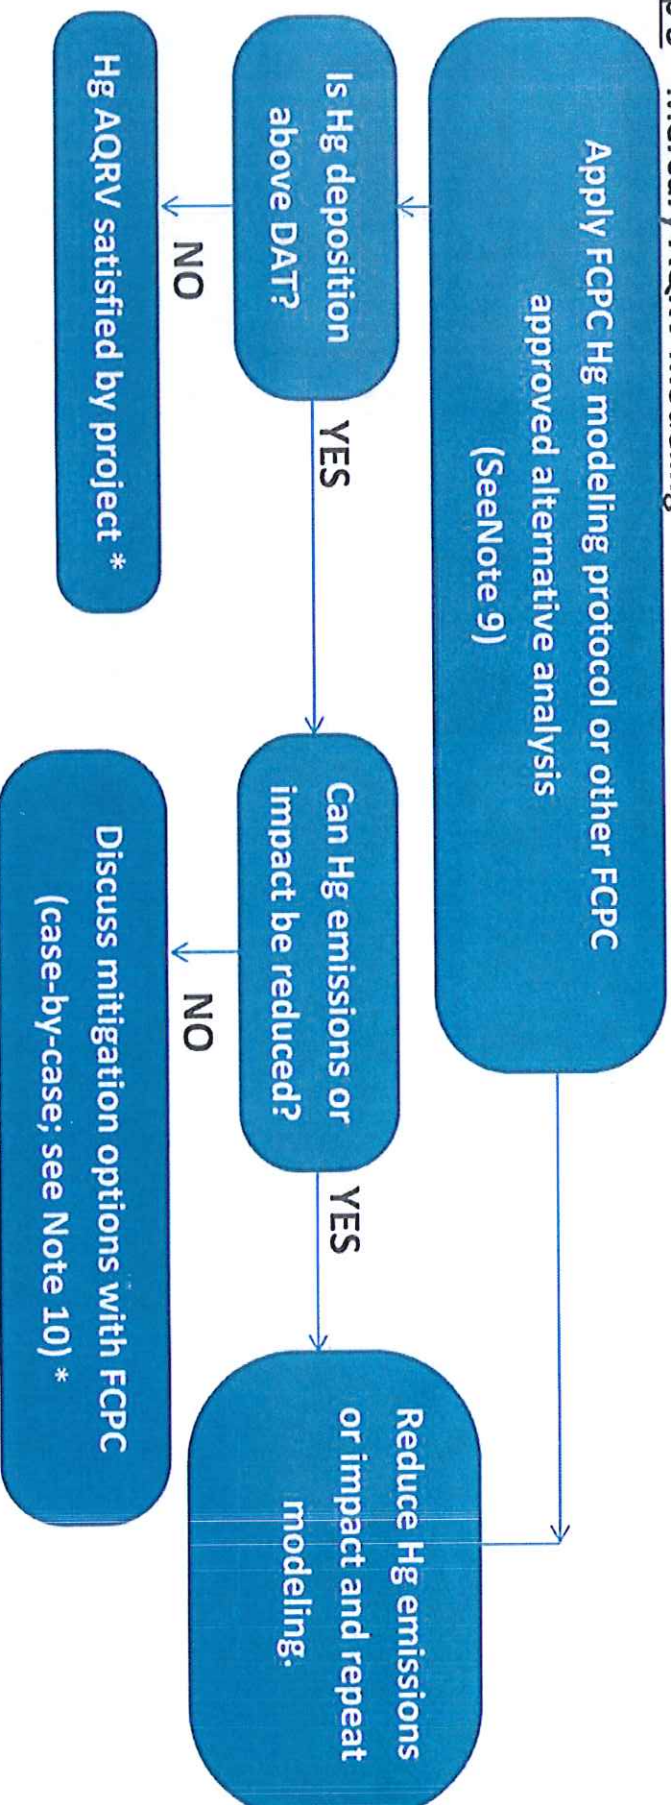 Apply FCPC Hg modeling protocol or other FCPC
approved alternative analysis
(SeeNote 9)
Is Hg deposition
above DAT?
YES
NO
Hg AQRV satisfied by project *
Can Hg emissions or
impact be reduced?
YES
NO
Discuss mitigation options with FCPC
(case-by-case; see Note 10) *
Reduce Hg emissions
or impact and repeat
modeling.